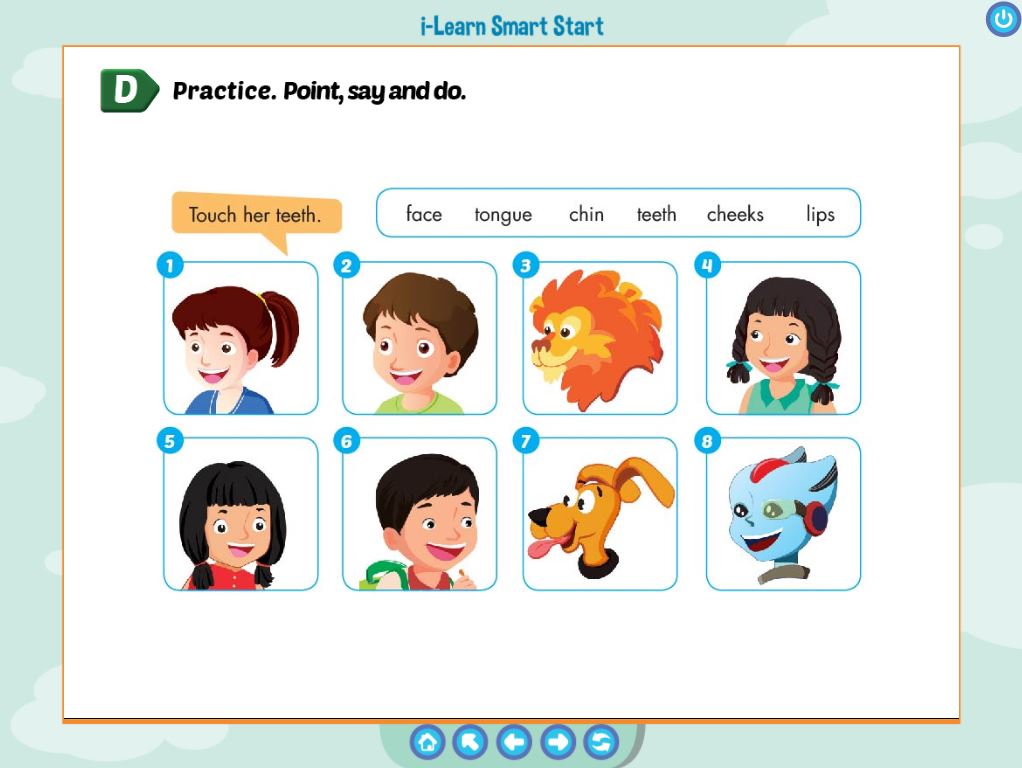 i-Learn Smart Start
D Practice. Point, say and do.
Touch her teeth.
face tongue chin teeth cheeks lips
1 2 3 4
5 6 7 8